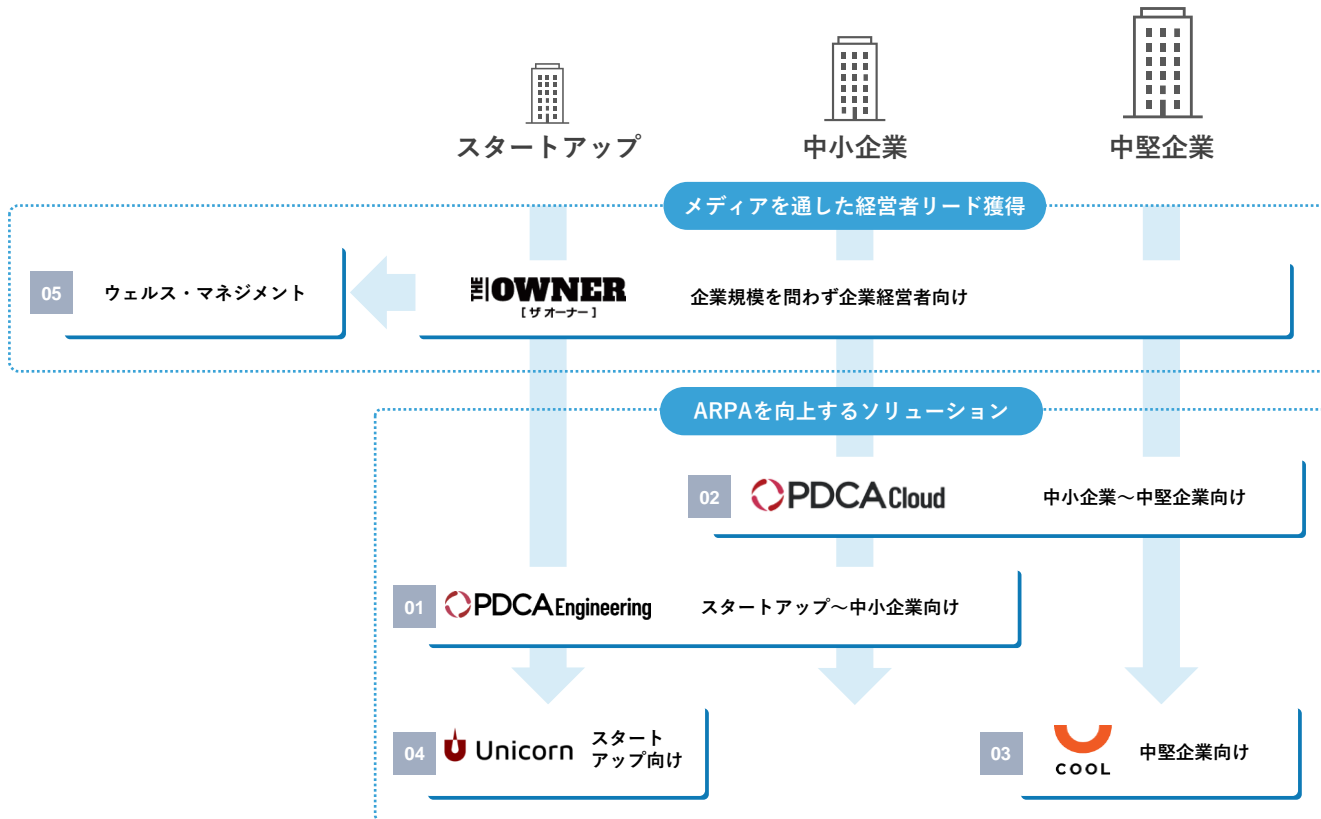 スタートアップ
中小企業
中堅企業
メディアを通した経営者リード獲得
05
ウェルス・マネジメント
THE OWNER
[ ザ オーナー ]
企業規模を問わず企業経営者向け
ARPAを向上するソリューション
02
PDCA Cloud
中小企業〜中堅企業向け
01
PDCA Engineering
スタートアップ〜中小企業向け
04
Unicorn
スタート
アップ向け
03
COOL
中堅企業向け